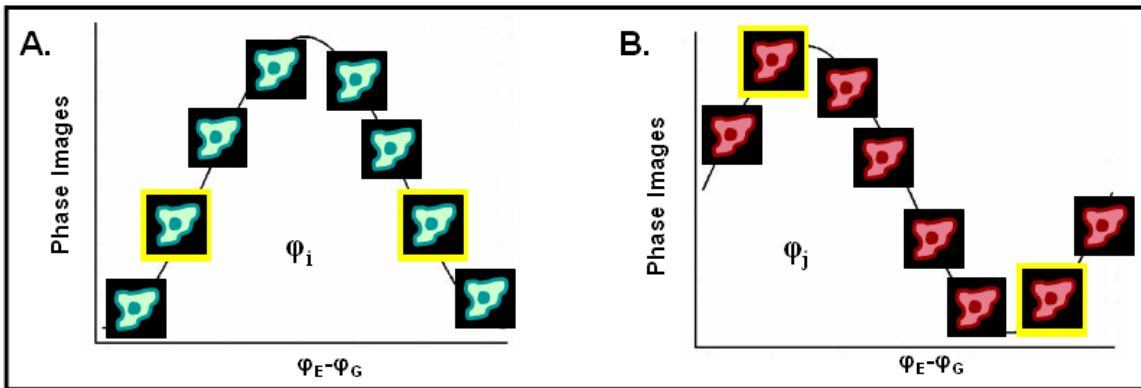 A.
Phase Images
φi
φE-φG
B.
Phase Images
φj
φE-φG